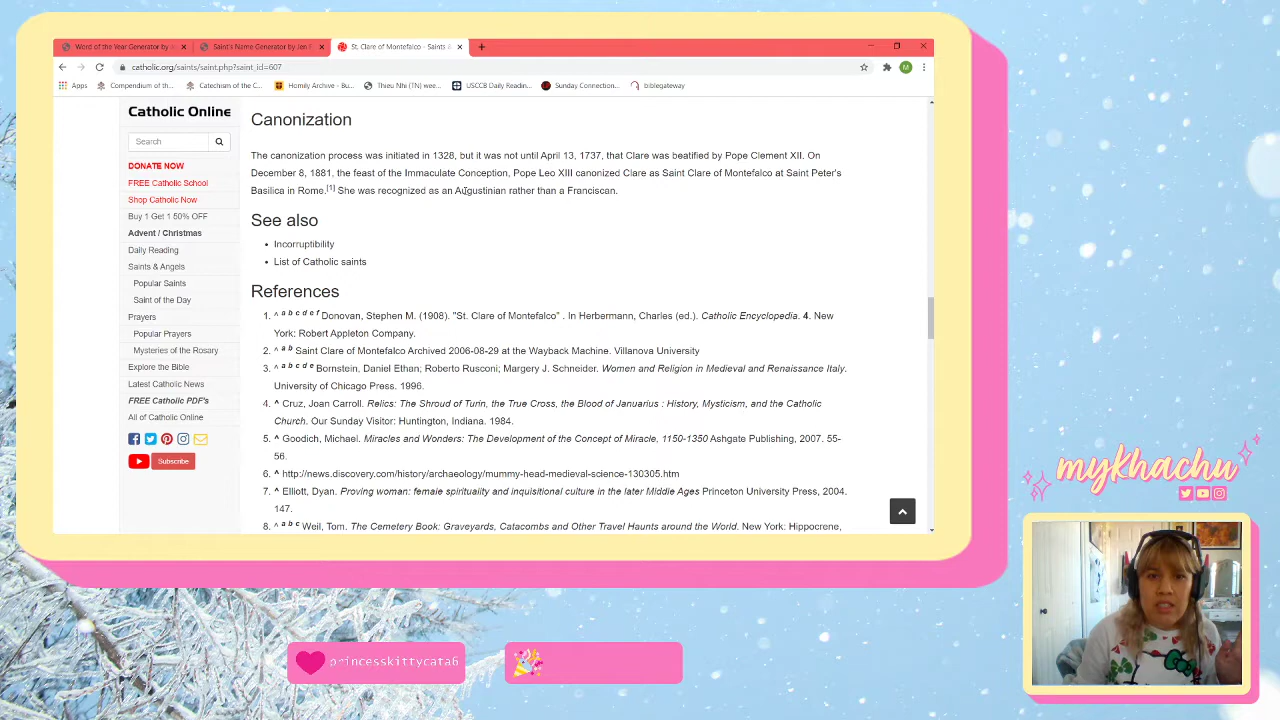 Word of the Year Generator by
Saint's Name Generator by Jen
St. Clare of Montefalco - Saints &
catholic.org/saints/saint.php?saint_id=607
M
Apps
Compendium of th...
Catechism of the C...
Homily Archive - Bu...
Thieu Nhi (TN) wee...
USCCB Daily Readin...
Sunday Connection...
biblegateway
Catholic Online
Search
DONATE NOW
FREE Catholic School
Shop Catholic Now
Buy 1 Get 1 50% OFF
Advent / Christmas
Daily Reading
Saints & Angels
Popular Saints
Saint of the Day
Prayers
Popular Prayers
Mysteries of the Rosary
Explore the Bible
Latest Catholic News
FREE Catholic PDF's
All of Catholic Online
Subscribe
Canonization
The canonization process was initiated in 1328, but it was not until April 13, 1737, that Clare was beatified by Pope Clement XII. On
December 8, 1881, the feast of the Immaculate Conception, Pope Leo XIII canonized Clare as Saint Clare of Montefalco at Saint Peter's
Basilica in Rome.[1] She was recognized as an Augustinian rather than a Franciscan.
See also
• Incorruptibility
• List of Catholic saints
References
1. ^ a b c d e f Donovan, Stephen M. (1908). "St. Clare of Montefalco" . In Herbermann, Charles (ed.). Catholic Encyclopedia. 4. New
York: Robert Appleton Company.
2. ^ a b Saint Clare of Montefalco Archived 2006-08-29 at the Wayback Machine. Villanova University
3. ^ a b c d e Bornstein, Daniel Ethan; Roberto Rusconi; Margery J. Schneider. Women and Religion in Medieval and Renaissance Italy.
University of Chicago Press. 1996.
4. ^ Cruz, Joan Carroll. Relics: The Shroud of Turin, the True Cross, the Blood of Januarius : History, Mysticism, and the Catholic
Church. Our Sunday Visitor: Huntington, Indiana. 1984.
5. ^ Goodich, Michael. Miracles and Wonders: The Development of the Concept of Miracle, 1150-1350 Ashgate Publishing, 2007. 55-
56.
6. ^ http://news.discovery.com/history/archaeology/mummy-head-medieval-science-130305.htm
7. ^ Elliott, Dyan. Proving woman: female spirituality and inquisitional culture in the later Middle Ages Princeton University Press, 2004.
147.
8. ^ a b c Weil, Tom. The Cemetery Book: Graveyards, Catacombs and Other Travel Haunts around the World. New York: Hippocrene,
mykhachu
princesskittycata6